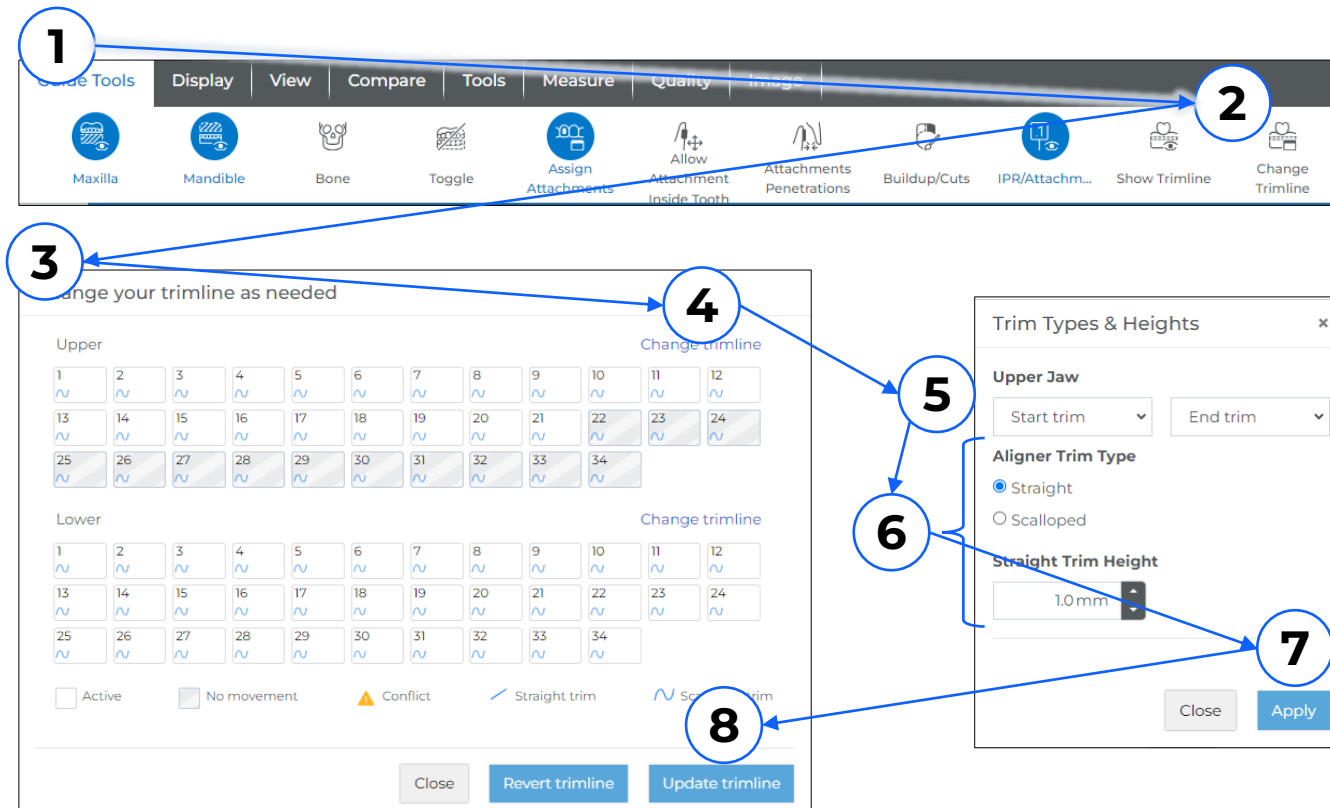 1
2
Guide Tools Display View Compare Tools Measure Quality Image
Maxilla Mandible Bone Toggle Assign Attachments Allow Attachment Inside Tooth Attachments Penetrations Buildup/Cuts IPR/Attachm... Show Trimline Change Trimline
3
4
5
6
7
8
Change your trimline as needed
Upper Change trimline
1 2 3 4 5 6 7 8 9 10 11 12
13 14 15 16 17 18 19 20 21 22 23 24
25 26 27 28 29 30 31 32 33 34
Lower Change trimline
1 2 3 4 5 6 7 8 9 10 11 12
13 14 15 16 17 18 19 20 21 22 23 24
25 26 27 28 29 30 31 32 33 34
Active No movement Conflict Straight trim trim
Close Revert trimline Update trimline
Trim Types & Heights ×
Upper Jaw
Start trim End trim
Aligner Trim Type
Straight
Scalloped
Straight Trim Height
1.0 mm
Close Apply